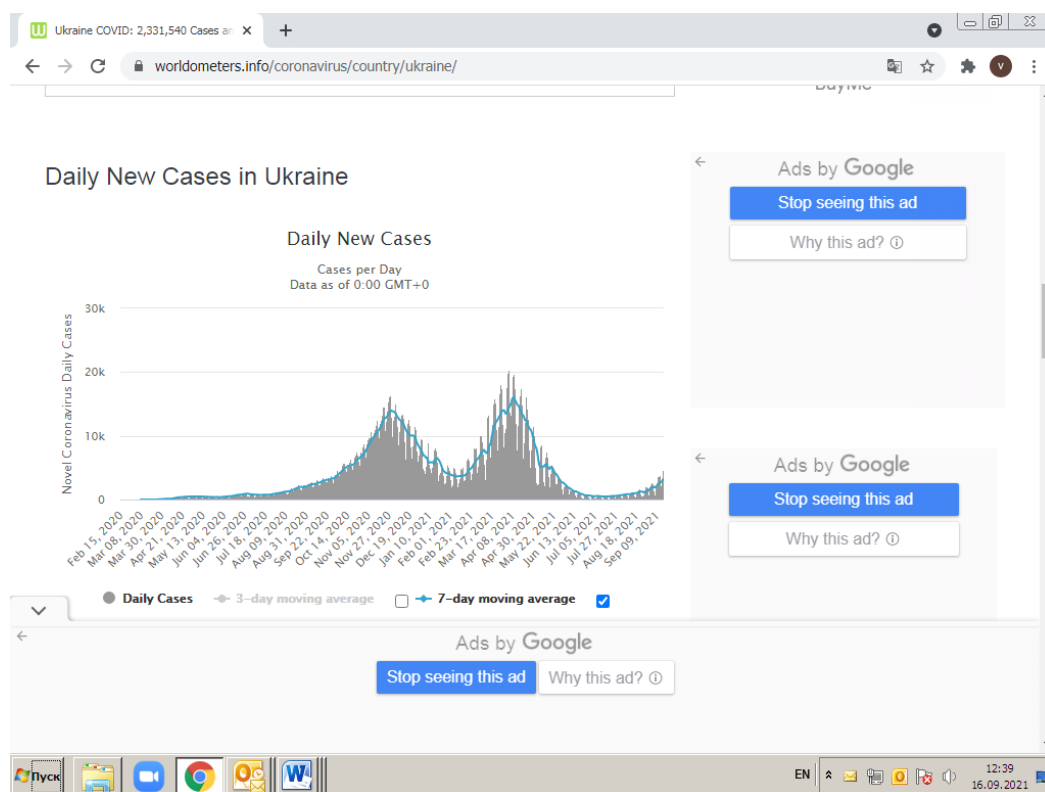 Ukraine COVID: 2,331,540 Cases an
worldometers.info/coronavirus/country/ukraine/
V
Daily New Cases in Ukraine
Daily New Cases
Cases per Day
Data as of 0:00 GMT+0
Novel Coronavirus Daily Cases
30k
20k
10k
0
Feb 15, 2020
Mar 08, 2020
Mar 30, 2020
Apr 21, 2020
May 13, 2020
Jun 04, 2020
Jun 26, 2020
Jul 18, 2020
Aug 09, 2020
Aug 31, 2020
Sep 22, 2020
Oct 14, 2020
Nov 05, 2020
Nov 27, 2020
Dec 19, 2020
Jan 10, 2021
Feb 01, 2021
Feb 23, 2021
Mar 17, 2021
Apr 08, 2021
Apr 30, 2021
May 22, 2021
Jun 13, 2021
Jul 05, 2021
Jul 27, 2021
Aug 18, 2021
Sep 09, 2021
Daily Cases
3-day moving average
7-day moving average
Ads by Google
Stop seeing this ad
Why this ad?
Ads by Google
Stop seeing this ad
Why this ad?
Ads by Google
Stop seeing this ad
Why this ad?
Пуск
EN
12:39
16.09.2021